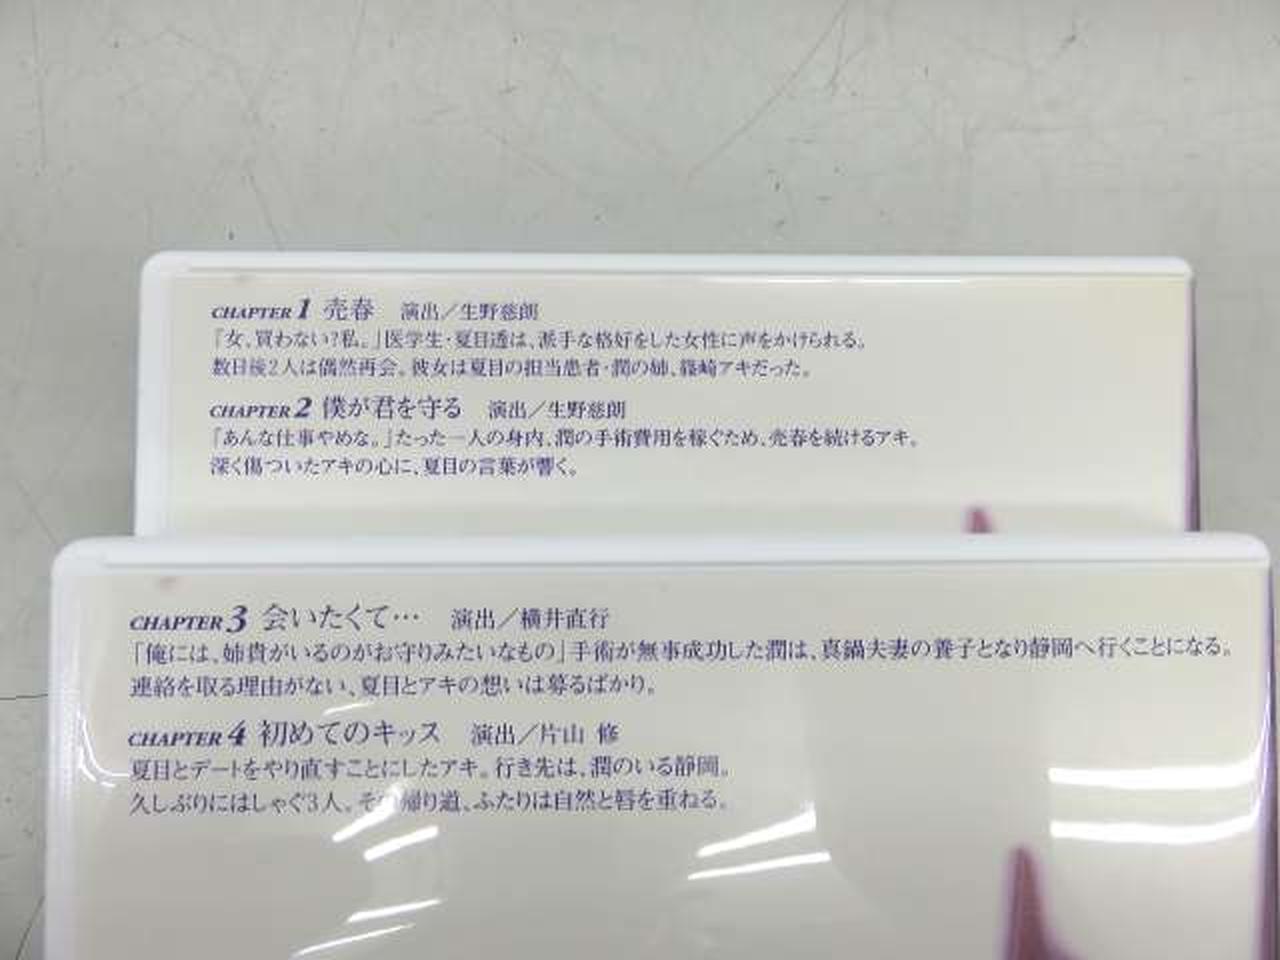 CHAPTER 1 売春 演出／生野慈朗
「女、買わない?私。」医学生・夏目透は、派手な格好をした女性に声をかけられる。
数日後2人は偶然再会。彼女は夏目の担当患者・潤の姉、篠崎アキだった。
CHAPTER 2 僕が君を守る 演出／生野慈朗
「あんな仕事やめな。」たった一人の身内、潤の手術費用を稼ぐため、売春を続けるアキ。
深く傷ついたアキの心に、夏目の言葉が響く。
CHAPTER 3 会いたくて… 演出／横井直行
「俺には、姉貴がいるのがお守りみたいなもの」手術が無事成功した潤は、真鍋夫妻の養子となり静岡へ行くことになる。
連絡を取る理由がない、夏目とアキの想いは募るばかり。
CHAPTER 4 初めてのキッス 演出／片山 修
夏目とデートをやり直すことにしたアキ。行き先は、潤のいる静岡。
久しぶりにはしゃぐ3人。その帰り道、ふたりは自然と唇を重ねる。